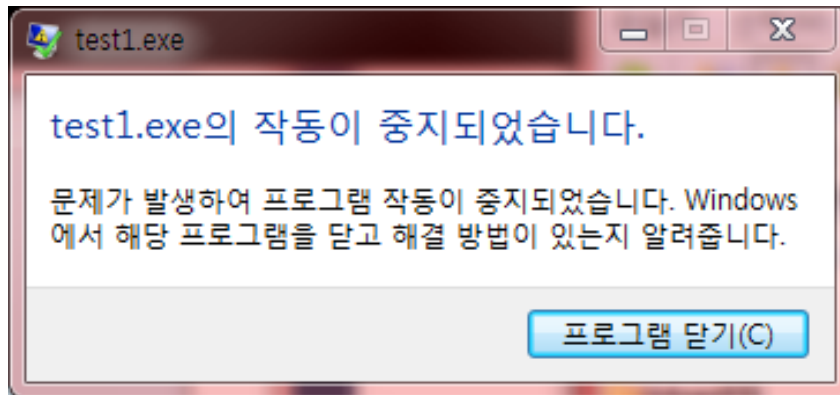 test1.exe
test1.exe의 작동이 중지되었습니다.
문제가 발생하여 프로그램 작동이 중지되었습니다. Windows
에서 해당 프로그램을 닫고 해결 방법이 있는지 알려줍니다.
프로그램 닫기(C)